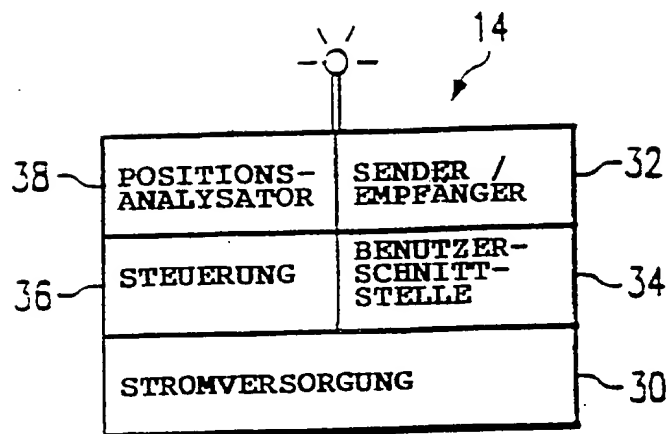 14
38
POSITIONS-
ANALYSATOR
SENDER /
EMPFÄNGER
32
36
STEUERUNG
BENUTZER-
SCHNITT-
STELLE
34
STROMVERSORGUNG
30